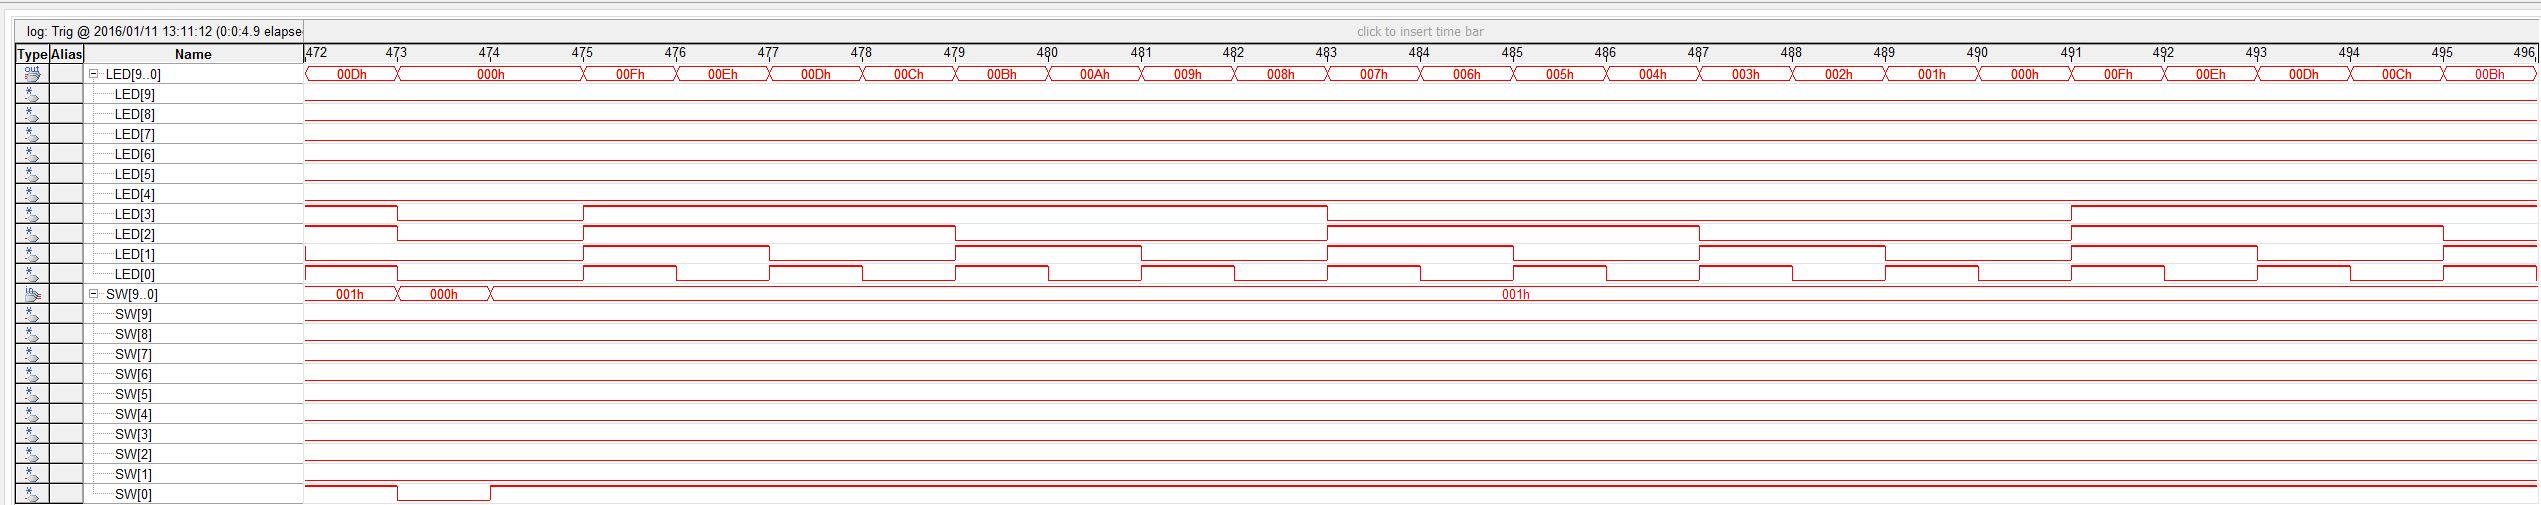 log: Trig @ 2016/01/11 13:11:12 (0:0:4.9 elapse
click to insert time bar
Type Alias Name 472 473 474 475 476 477 478 479 480 481 482 483 484 485 486 487 488 489 490 491 492 493 494 495 496
out LED[9..0] 00Dh 000h 00Fh 00Eh 00Dh 00Ch 00Bh 00Ah 009h 008h 007h 006h 005h 004h 003h 002h 001h 000h 00Fh 00Eh 00Dh 00Ch 00Bh
* LED[9]
* LED[8]
* LED[7]
* LED[6]
* LED[5]
* LED[4]
* LED[3]
* LED[2]
* LED[1]
* LED[0]
in SW[9..0] 001h 000h 001h
* SW[9]
* SW[8]
* SW[7]
* SW[6]
* SW[5]
* SW[4]
* SW[3]
* SW[2]
* SW[1]
* SW[0]